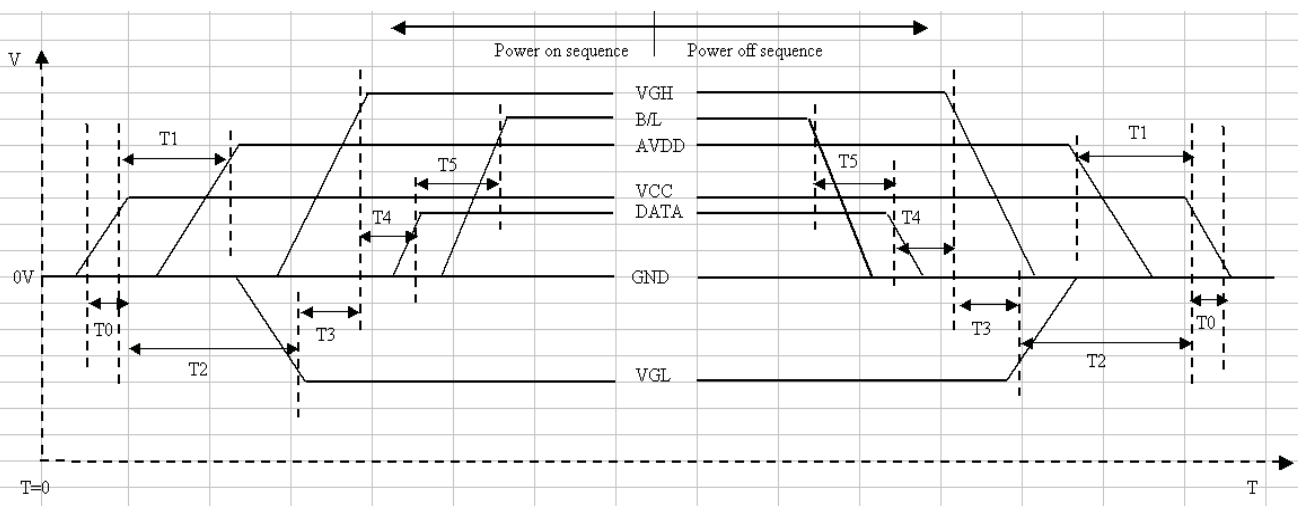 Power on sequence
Power off sequence
V
VGH
B/L
AVDD
T1
T1
T5
T5
VCC
DATA
T4
T4
0V
GND
T0
T3
T3
T0
T2
T2
VGL
T=0
T